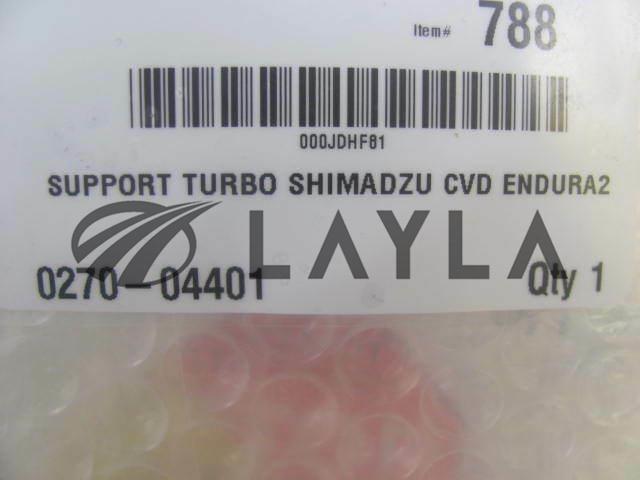 Item# 788
000JDHF81
SUPPORT TURBO SHIMADZU CVD ENDURA2
LAYLA
0270-04401 Qty 1